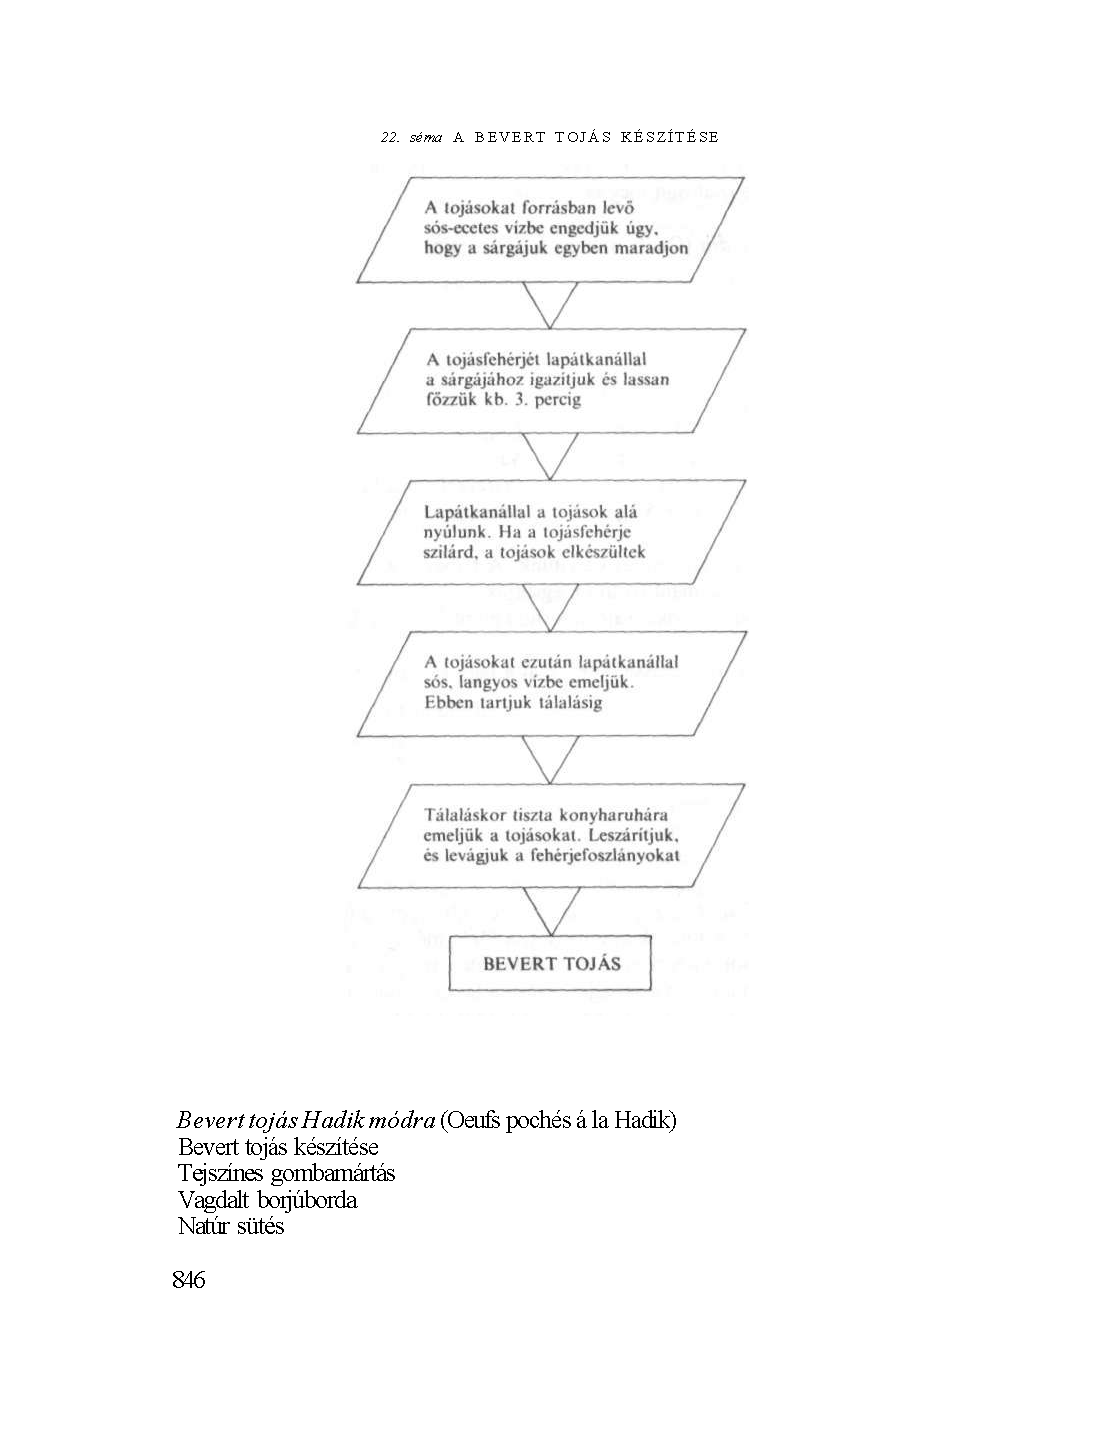 22. séma A BEVERT TOJÁS KÉSZÍTÉSE
A tojásokat forrásban levő
sós-ecetes vízbe engedjük úgy,
hogy a sárgájuk egyben maradjon
A tojásfehérjét lapátkanállal
a sárgájához igazítjuk és lassan
főzzük kb. 3. percig
Lapátkanállal a tojások alá
nyúlunk. Ha a tojásfehérje
szilárd, a tojások elkészültek
A tojásokat ezután lapátkanállal
sós, langyos vízbe emeljük.
Ebben tartjuk tálalásig
Tálaláskor tiszta konyharuhára
emeljük a tojásokat. Leszárítjuk,
és levágjuk a fehérjefoszlányokat
BEVERT TOJÁS
Bevert tojás Hadik módra (Oeufs pochés á la Hadik)
Bevert tojás készítése
Tejszínes gombamártás
Vagdalt borjúborda
Natúr sütés
846